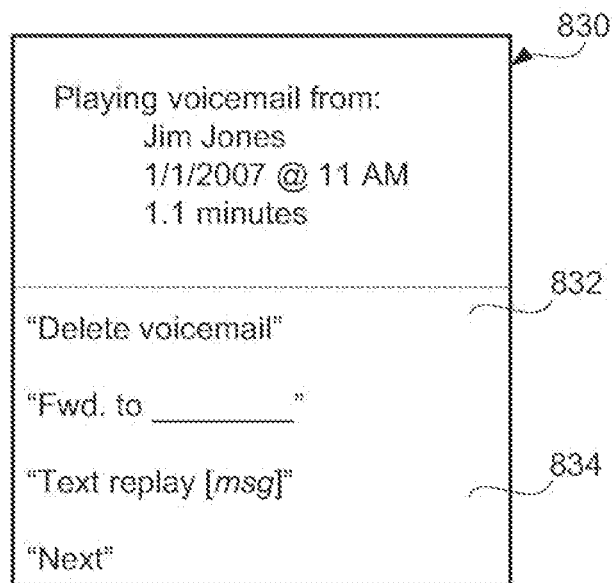 830
Playing voicemail from:
Jim Jones
1/1/2007 @ 11 AM
1.1 minutes
832
“Delete voicemail”
“Fwd. to _________”
834
“Text replay [msg]”
“Next”